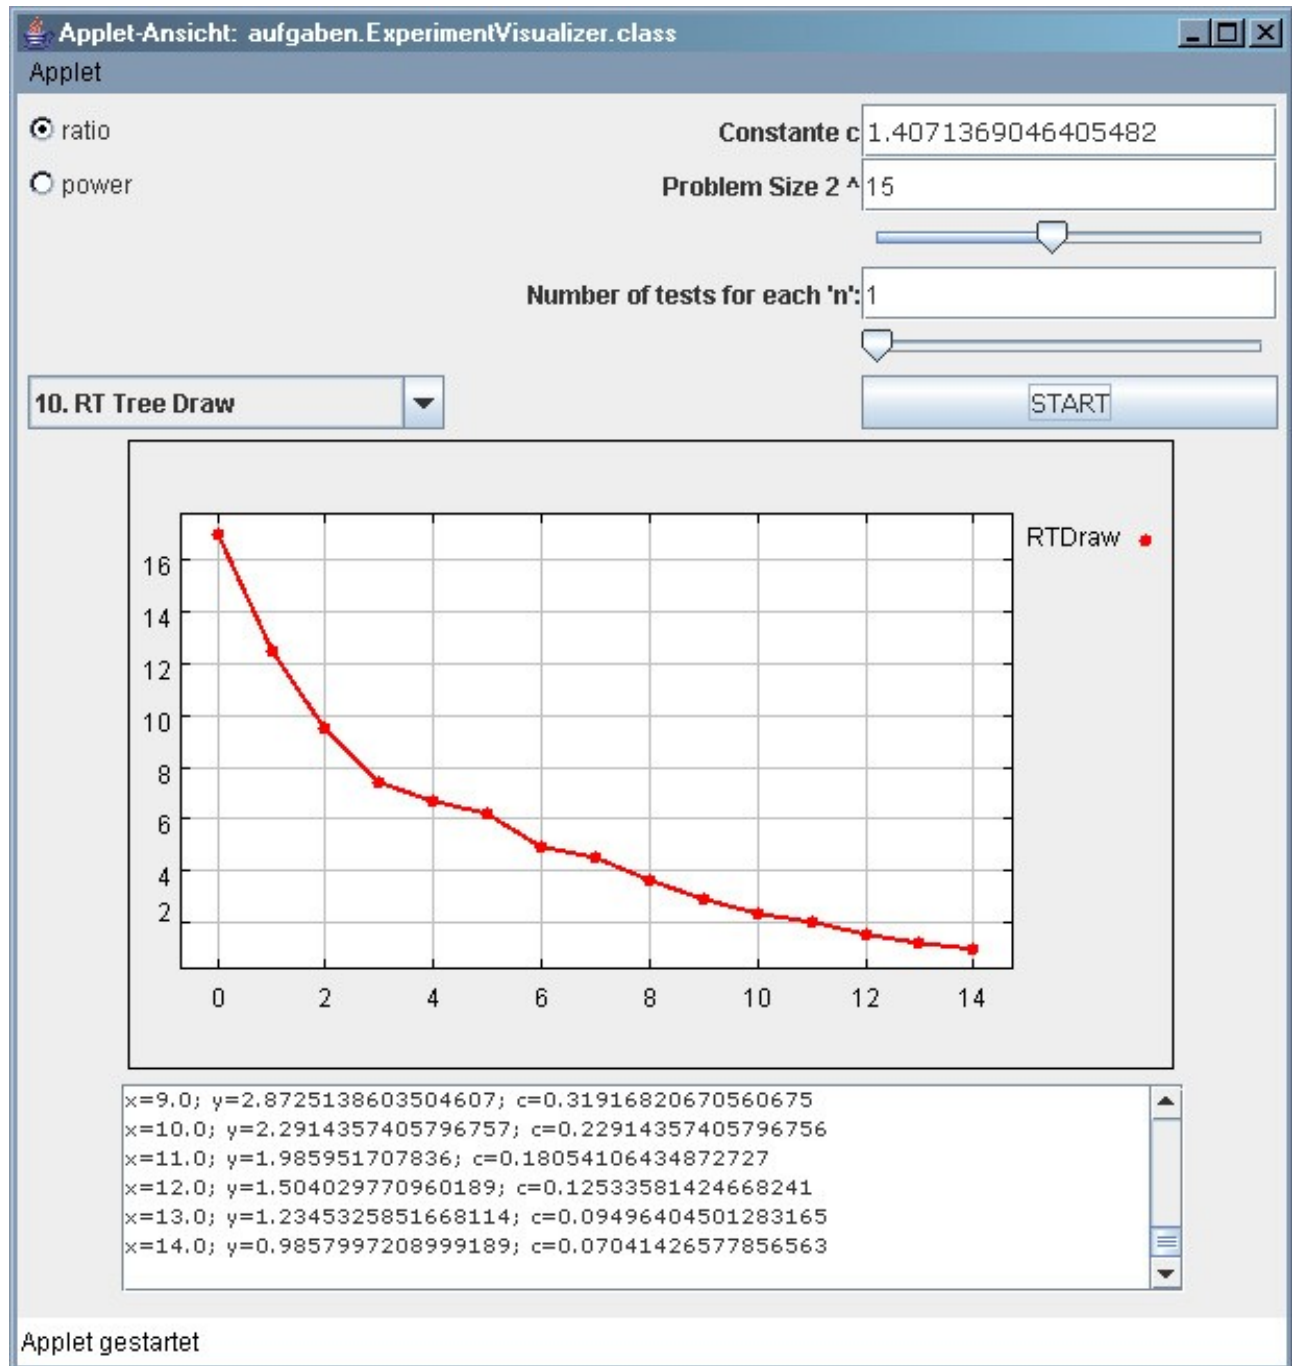 Applet-Ansicht: aufgaben.ExperimentVisualizer.class
Applet
ratio
Constante c 1.4071369046405482
power
Problem Size 2 ^ 15
Number of tests for each 'n': 1
10. RT Tree Draw
START
RTDraw
16
14
12
10
8
6
4
2
0 2 4 6 8 10 12 14
x=9.0; y=2.8725138603504607; c=0.31916820670560675
x=10.0; y=2.2914357405796757; c=0.22914357405796756
x=11.0; y=1.985951707836; c=0.18054106434872727
x=12.0; y=1.504029770960189; c=0.12533581424668241
x=13.0; y=1.2345325851668114; c=0.09496404501283165
x=14.0; y=0.9857997208999189; c=0.07041426577856563
Applet gestartet